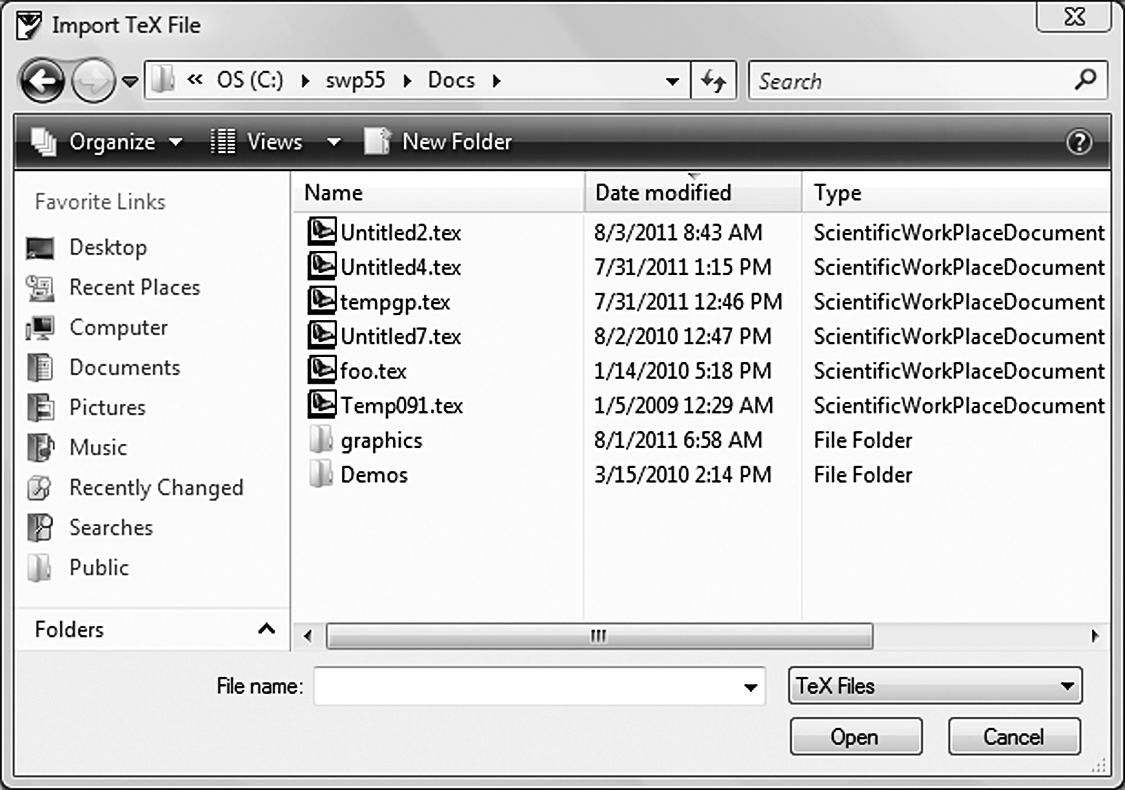 Import TeX File
« OS (C:) swp55 Docs Search
Organize Views New Folder ?
Favorite Links
Desktop
Recent Places
Computer
Documents
Pictures
Music
Recently Changed
Searches
Public
Folders
Name Date modified Type
Untitled2.tex 8/3/2011 8:43 AM ScientificWorkPlaceDocument
Untitled4.tex 7/31/2011 1:15 PM ScientificWorkPlaceDocument
tempgp.tex 7/31/2011 12:46 PM ScientificWorkPlaceDocument
Untitled7.tex 8/2/2010 12:47 PM ScientificWorkPlaceDocument
foo.tex 1/14/2010 5:18 PM ScientificWorkPlaceDocument
Temp091.tex 1/5/2009 12:29 AM ScientificWorkPlaceDocument
graphics 8/1/2011 6:58 AM File Folder
Demos 3/15/2010 2:14 PM File Folder
File name: TeX Files
Open Cancel